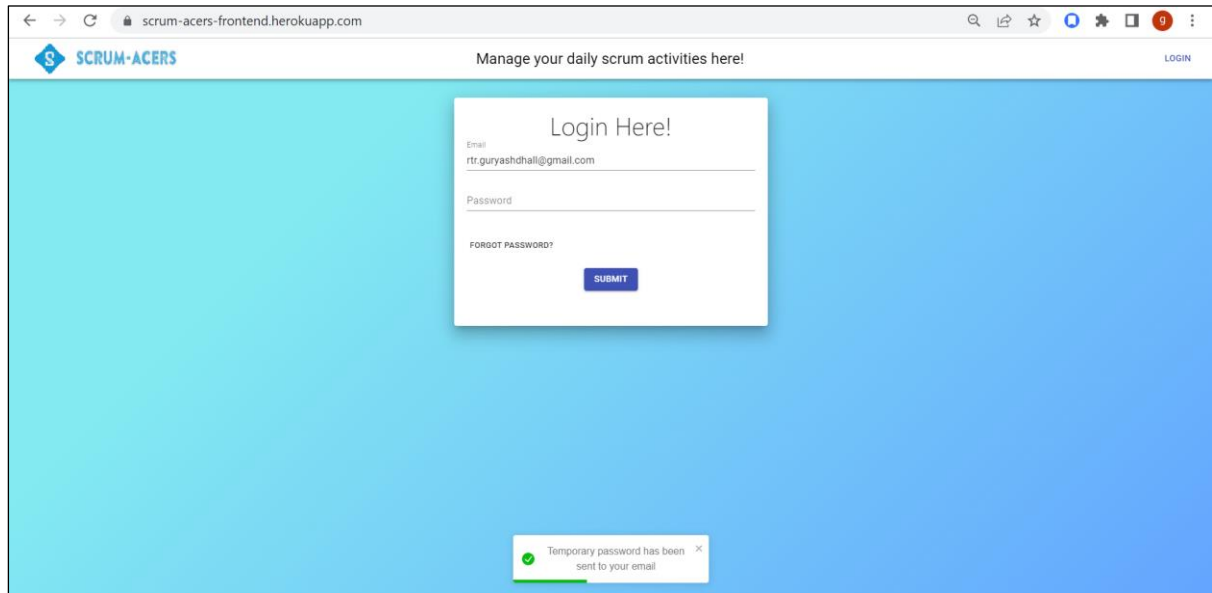 scrum-acers-frontend.herokuapp.com
g
S SCRUM-ACERS
Manage your daily scrum activities here!
LOGIN
Login Here!
Email
rtr.guryashdhall@gmail.com
Password
FORGOT PASSWORD?
SUBMIT
Temporary password has been
sent to your email